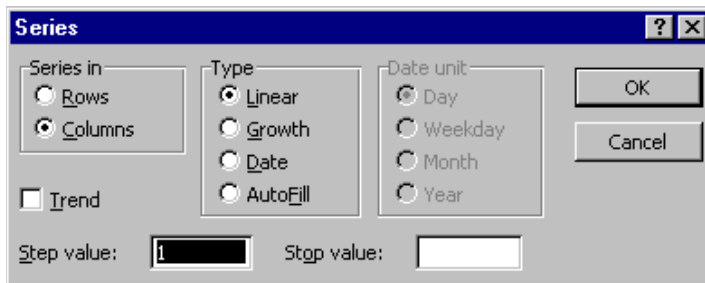 Series
Series in
Rows
Columns
Trend
Type
Linear
Growth
Date
AutoFill
Date unit
Day
Weekday
Month
Year
OK
Cancel
Step value: 1
Stop value: